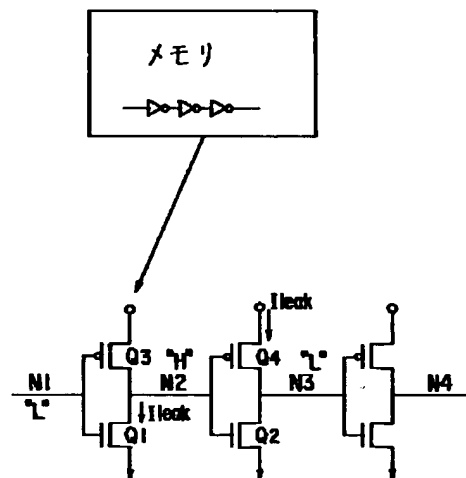 メモリ
Ileak
Q3 "H" Q4 "L"
N1 N2 N3 N4
"L" Ileak
Q1 Q2